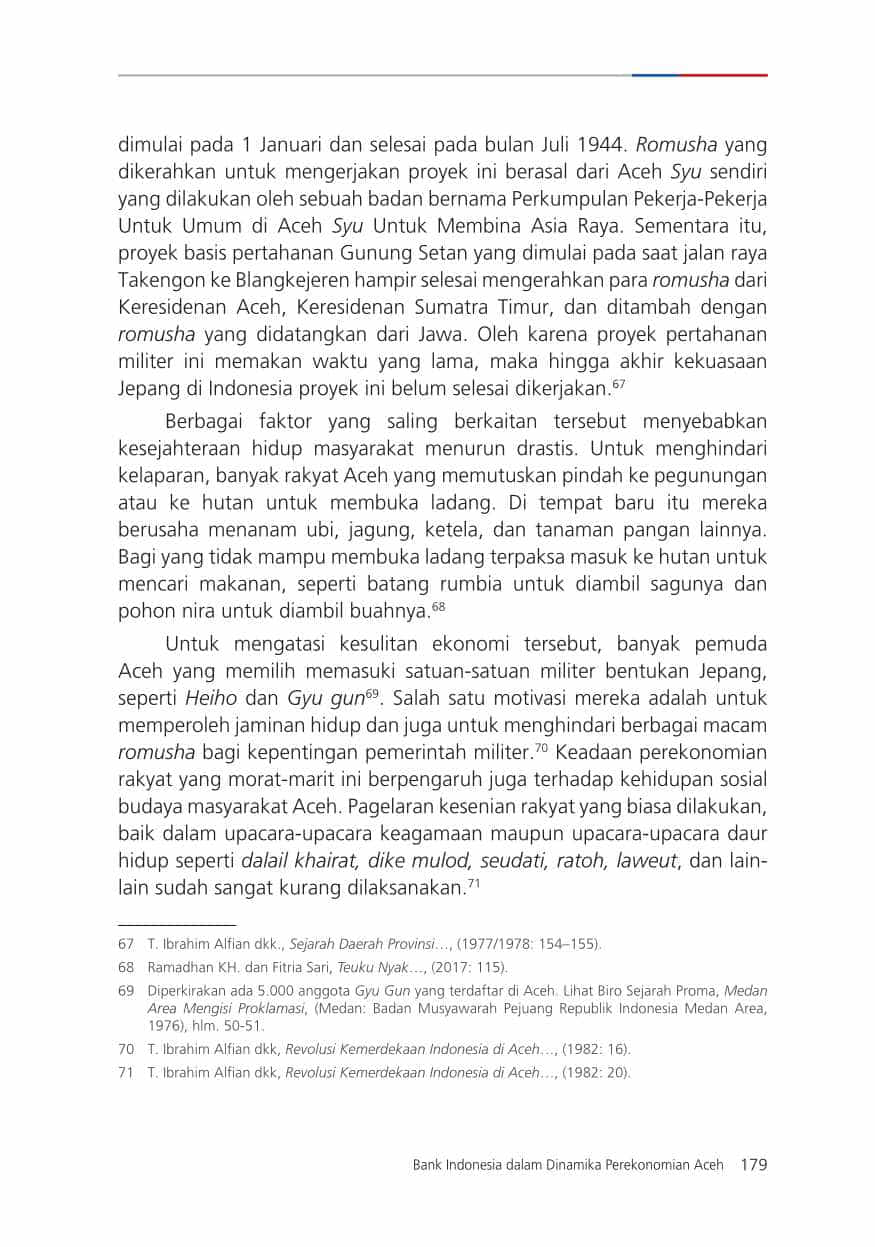 dimulai pada 1 Januari dan selesai pada bulan Juli 1944. Romusha yang
dikerahkan untuk mengerjakan proyek ini berasal dari Aceh Syu sendiri
yang dilakukan oleh sebuah badan bernama Perkumpulan Pekerja-Pekerja
Untuk Umum di Aceh Syu Untuk Membina Asia Raya. Sementara itu,
proyek basis pertahanan Gunung Setan yang dimulai pada saat jalan raya
Takengon ke Blangkejeren hampir selesai mengerahkan para romusha dari
Keresidenan Aceh, Keresidenan Sumatra Timur, dan ditambah dengan
romusha yang didatangkan dari Jawa. Oleh karena proyek pertahanan
militer ini memakan waktu yang lama, maka hingga akhir kekuasaan
Jepang di Indonesia proyek ini belum selesai dikerjakan.67
Berbagai faktor yang saling berkaitan tersebut menyebabkan
kesejahteraan hidup masyarakat menurun drastis. Untuk menghindari
kelaparan, banyak rakyat Aceh yang memutuskan pindah ke pegunungan
atau ke hutan untuk membuka ladang. Di tempat baru itu mereka
berusaha menanam ubi, jagung, ketela, dan tanaman pangan lainnya.
Bagi yang tidak mampu membuka ladang terpaksa masuk ke hutan untuk
mencari makanan, seperti batang rumbia untuk diambil sagunya dan
pohon nira untuk diambil buahnya.68
Untuk mengatasi kesulitan ekonomi tersebut, banyak pemuda
Aceh yang memilih memasuki satuan-satuan militer bentukan Jepang,
seperti Heiho dan Gyu gun69. Salah satu motivasi mereka adalah untuk
memperoleh jaminan hidup dan juga untuk menghindari berbagai macam
romusha bagi kepentingan pemerintah militer.70 Keadaan perekonomian
rakyat yang morat-marit ini berpengaruh juga terhadap kehidupan sosial
budaya masyarakat Aceh. Pagelaran kesenian rakyat yang biasa dilakukan,
baik dalam upacara-upacara keagamaan maupun upacara-upacara daur
hidup seperti dalail khairat, dike mulod, seudati, ratoh, laweut, dan lain-
lain sudah sangat kurang dilaksanakan.71
67 T. Ibrahim Alfian dkk., Sejarah Daerah Provinsi…, (1977/1978: 154–155).
68 Ramadhan KH. dan Fitria Sari, Teuku Nyak…, (2017: 115).
69 Diperkirakan ada 5.000 anggota Gyu Gun yang terdaftar di Aceh. Lihat Biro Sejarah Proma, Medan
Area Mengisi Proklamasi, (Medan: Badan Musyawarah Pejuang Republik Indonesia Medan Area,
1976), hlm. 50-51.
70 T. Ibrahim Alfian dkk, Revolusi Kemerdekaan Indonesia di Aceh…, (1982: 16).
71 T. Ibrahim Alfian dkk, Revolusi Kemerdekaan Indonesia di Aceh…, (1982: 20).
Bank Indonesia dalam Dinamika Perekonomian Aceh 179